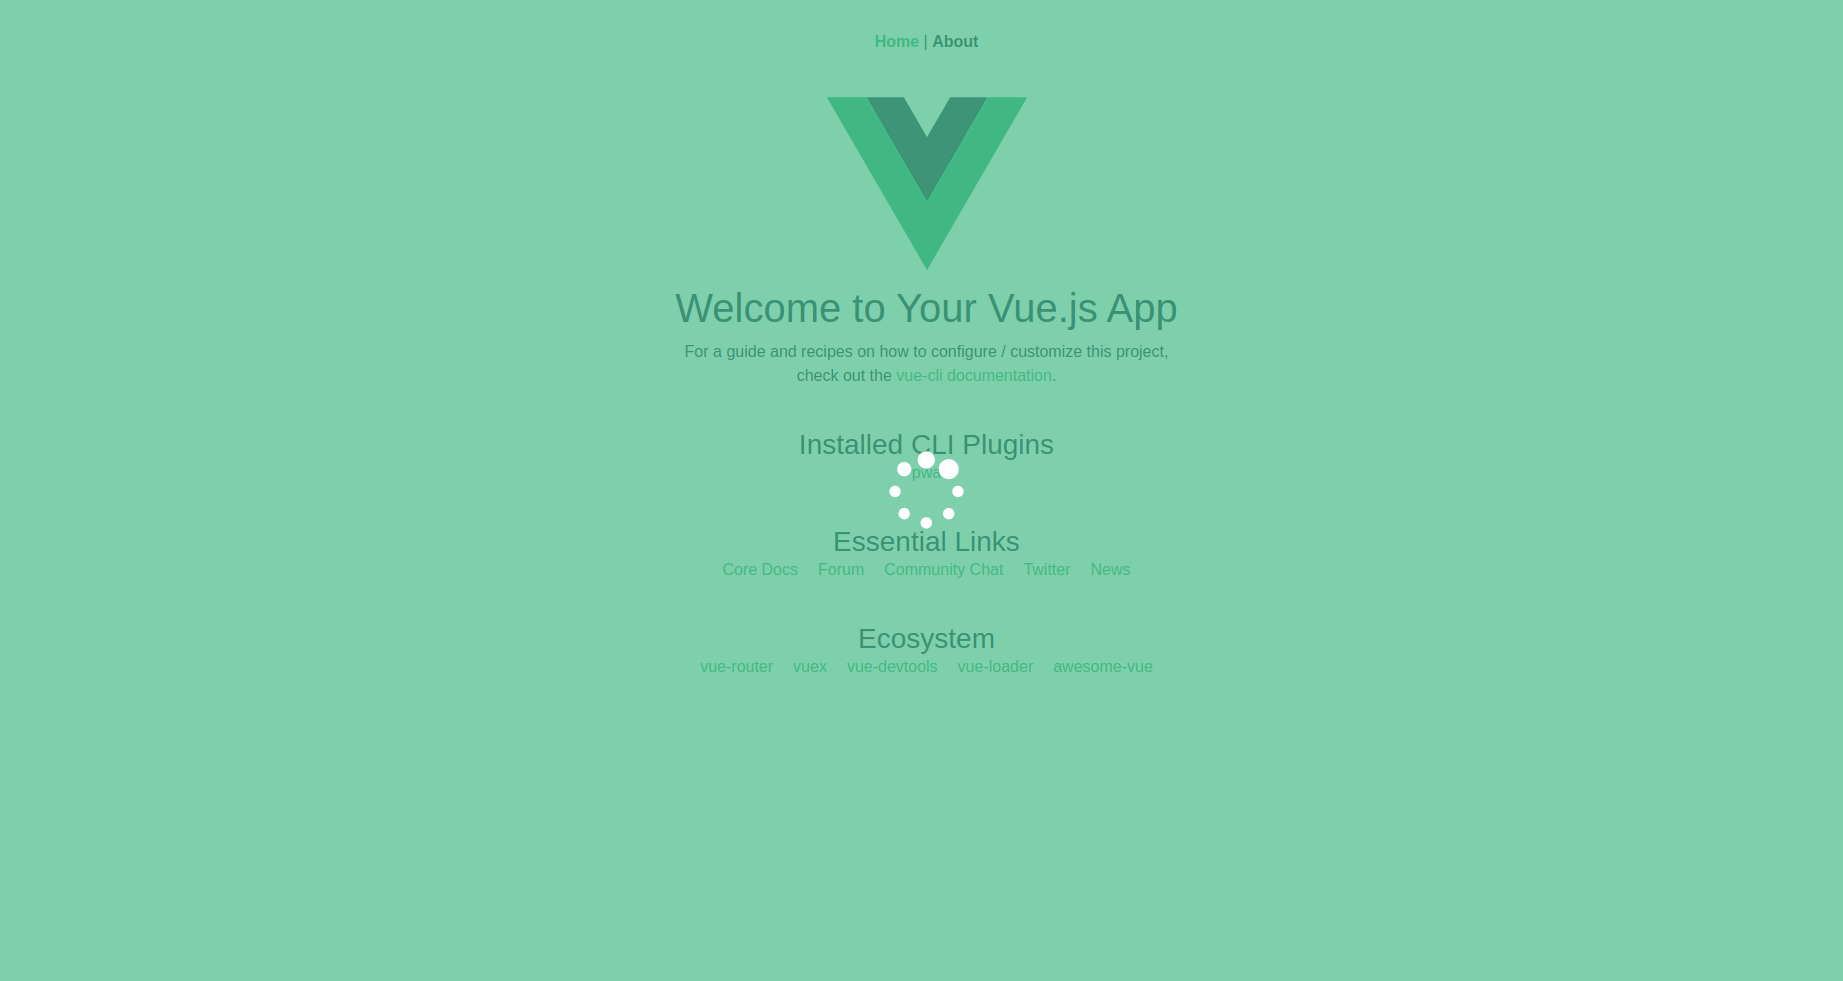 Home | About
Welcome to Your Vue.js App
For a guide and recipes on how to configure / customize this project,
check out the vue-cli documentation.
Installed CLI Plugins
pwa
Essential Links
Core Docs Forum Community Chat Twitter News
Ecosystem
vue-router vuex vue-devtools vue-loader awesome-vue